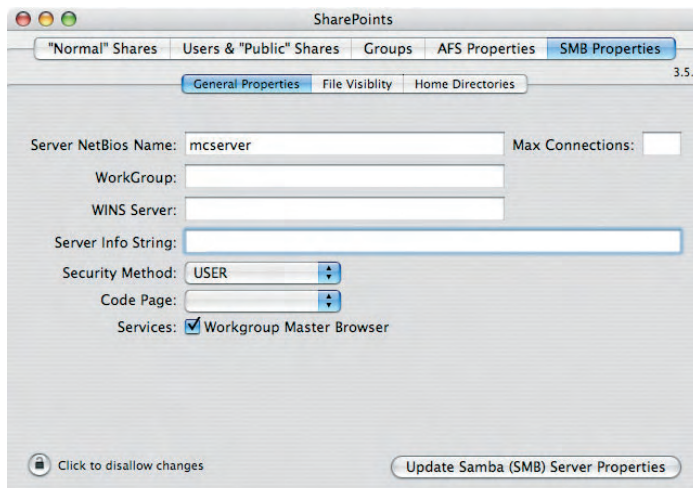 SharePoints
"Normal" Shares Users & "Public" Shares Groups AFS Properties SMB Properties
3.5.
General Properties File Visiblity Home Directories
Server NetBios Name: mcserver Max Connections:
WorkGroup:
WINS Server:
Server Info String:
Security Method: USER
Code Page:
Services: Workgroup Master Browser
Click to disallow changes Update Samba (SMB) Server Properties